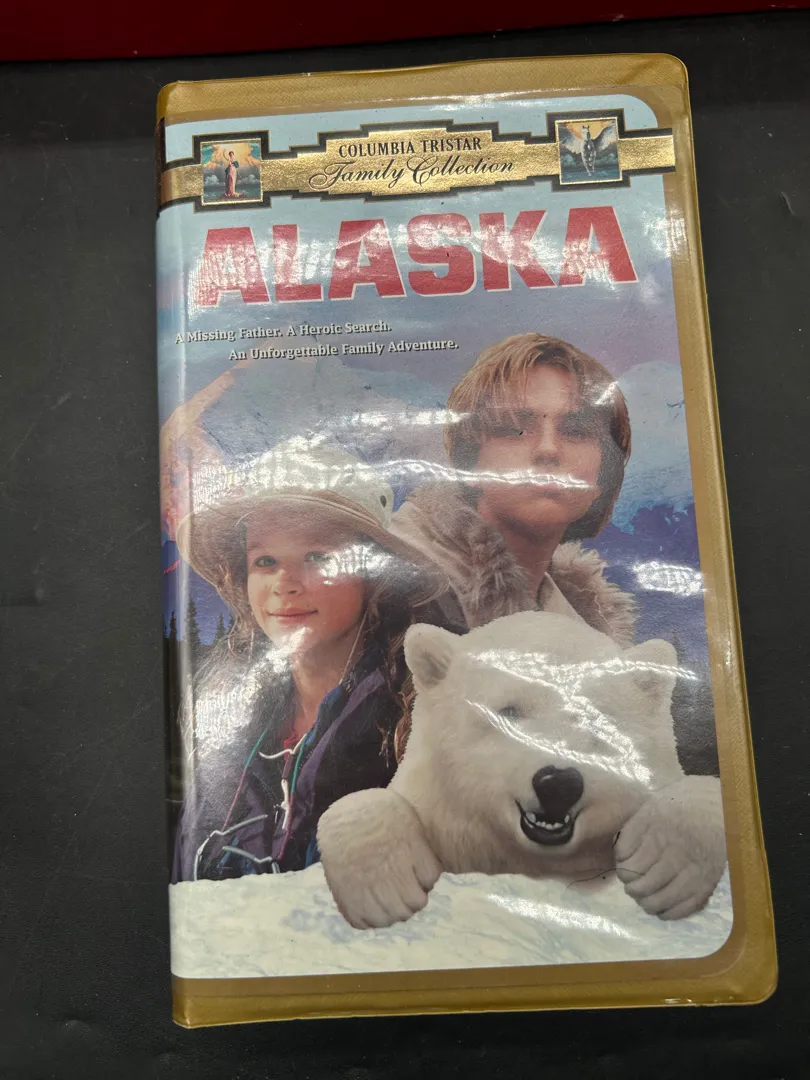 COLUMBIA TRISTAR
Family Collection
ALASKA
A Missing Father. A Heroic Search.
An Unforgettable Family Adventure.